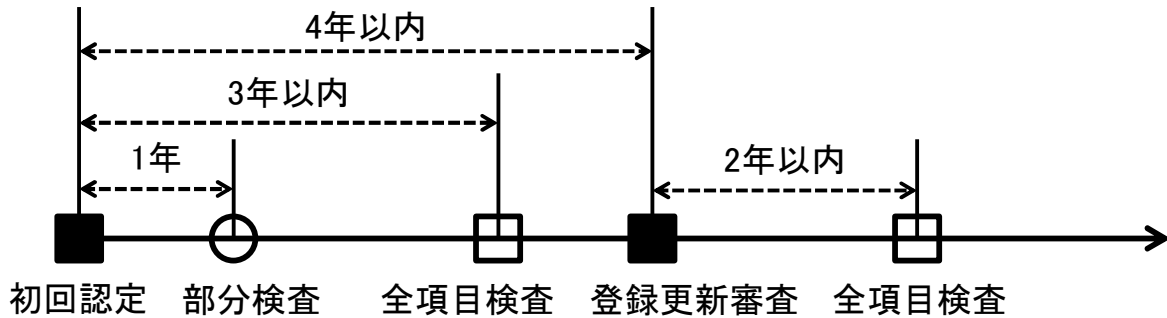 4年以内
3年以内
1年
2年以内
初回認定 部分検査 全項目検査 登録更新審査 全項目検査